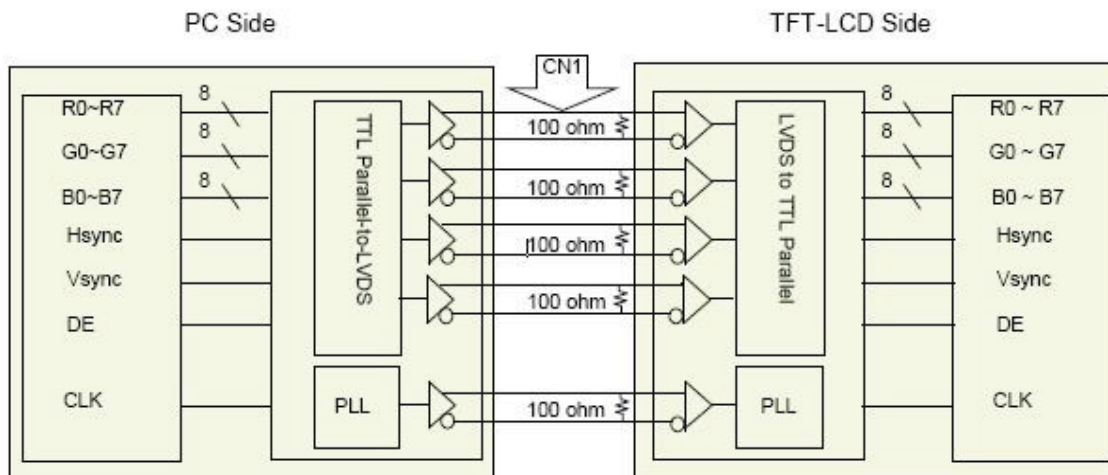 PC Side
TFT-LCD Side
CN1
R0~R7
8
G0~G7
8
B0~B7
8
Hsync
Vsync
DE
CLK
TTL Parallel-to-LVDS
PLL
100 ohm
100 ohm
100 ohm
100 ohm
100 ohm
LVDS to TTL Parallel
PLL
8
R0 ~ R7
8
G0 ~ G7
8
B0 ~ B7
Hsync
Vsync
DE
CLK